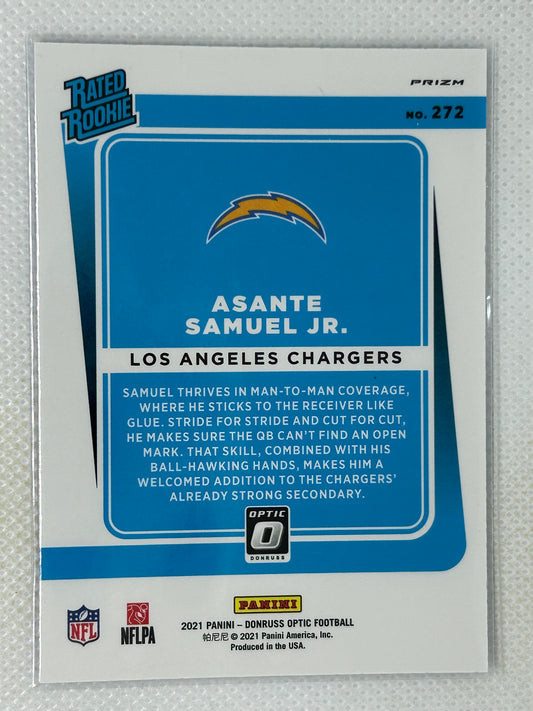 RATED
ROOKIE
PRIZM
NO. 272
ASANTE
SAMUEL JR.
LOS ANGELES CHARGERS
SAMUEL THRIVES IN MAN-TO-MAN COVERAGE,
WHERE HE STICKS TO THE RECEIVER LIKE
GLUE. STRIDE FOR STRIDE AND CUT FOR CUT,
HE MAKES SURE THE QB CAN'T FIND AN OPEN
MARK. THAT SKILL, COMBINED WITH HIS
BALL-HAWKING HANDS, MAKES HIM A
WELCOMED ADDITION TO THE CHARGERS'
ALREADY STRONG SECONDARY.
OPTIC
DONRUSS
PANINI
NFL
NFLPA
2021 PANINI – DONRUSS OPTIC FOOTBALL
帕尼尼 © 2021 Panini America, Inc.
Produced in the USA.